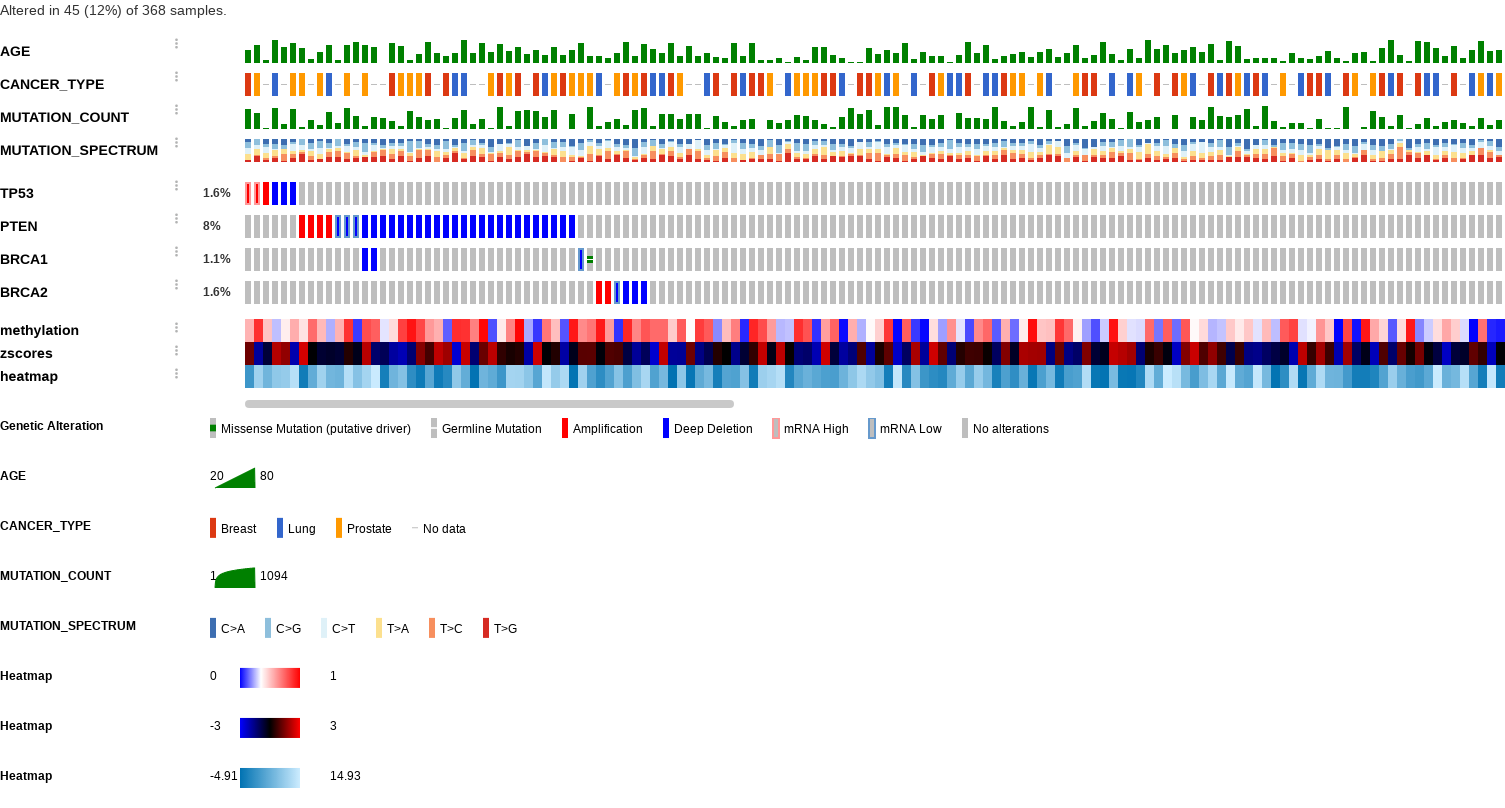 Altered in 45 (12%) of 368 samples.
AGE
CANCER_TYPE
MUTATION_COUNT
MUTATION_SPECTRUM
TP53 1.6%
PTEN 8%
BRCA1 1.1%
BRCA2 1.6%
methylation
zscores
heatmap
Genetic Alteration Missense Mutation (putative driver) Germline Mutation Amplification Deep Deletion mRNA High mRNA Low No alterations
AGE 20 80
CANCER_TYPE Breast Lung Prostate No data
MUTATION_COUNT 1 1094
MUTATION_SPECTRUM C>A C>G C>T T>A T>C T>G
Heatmap 0 1
Heatmap -3 3
Heatmap -4.91 14.93